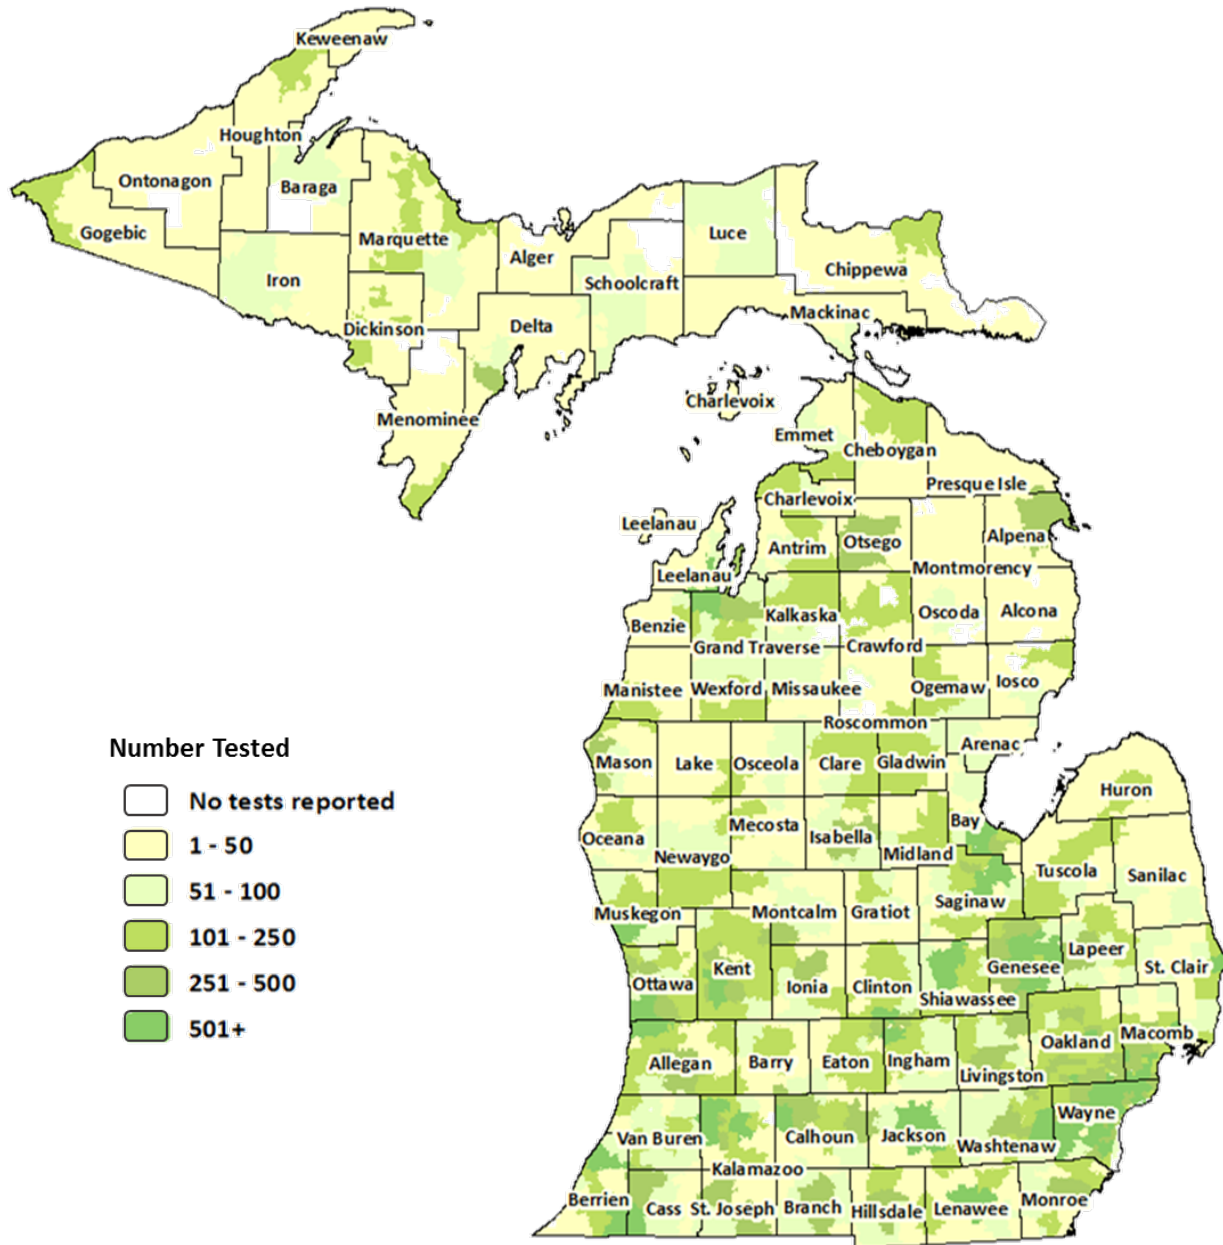 Keweenaw
Houghton
Ontonagon
Baraga
Gogebic
Marquette
Iron
Alger
Luce
Chippewa
Schoolcraft
Dickinson
Delta
Mackinac
Menominee
Charlevoix
Emmet
Cheboygan
Presque Isle
Charlevoix
Leelanau
Antrim
Otsego
Alpena
Montmorency
Leelanau
Benzie
Kalkaska
Oscoda
Alcona
Grand Traverse
Crawford
Manistee
Wexford
Missaukee
Ogemaw
Iosco
Roscommon
Number Tested
No tests reported
1 - 50
51 - 100
101 - 250
251 - 500
501+
Mason
Lake
Osceola
Clare
Gladwin
Arenac
Huron
Oceana
Newaygo
Mecosta
Isabella
Midland
Bay
Tuscola
Sanilac
Muskegon
Montcalm
Gratiot
Saginaw
Lapeer
Ottawa
Kent
Ionia
Clinton
Shiawassee
Genesee
St. Clair
Allegan
Barry
Eaton
Ingham
Livingston
Oakland
Macomb
Van Buren
Kalamazoo
Calhoun
Jackson
Washtenaw
Wayne
Berrien
Cass
St. Joseph
Branch
Hillsdale
Lenawee
Monroe